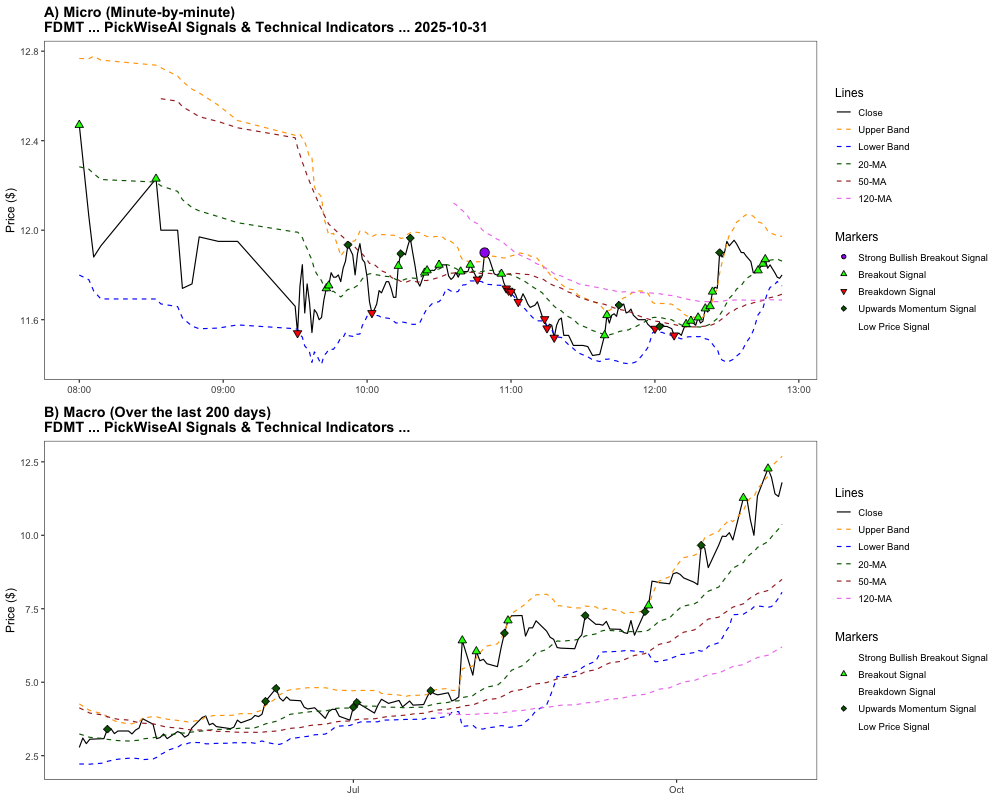 A) Micro (Minute-by-minute)
FDMT ... PickWiseAI Signals & Technical Indicators ... 2025-10-31
Price ($)
12.8
12.4
12.0
11.6
08:00
09:00
10:00
11:00
12:00
13:00
Lines
Close
Upper Band
Lower Band
20-MA
50-MA
120-MA
Markers
Strong Bullish Breakout Signal
Breakout Signal
Breakdown Signal
Upwards Momentum Signal
Low Price Signal
B) Macro (Over the last 200 days)
FDMT ... PickWiseAI Signals & Technical Indicators ...
Price ($)
12.5
10.0
7.5
5.0
2.5
Jul
Oct
Lines
Close
Upper Band
Lower Band
20-MA
50-MA
120-MA
Markers
Strong Bullish Breakout Signal
Breakout Signal
Breakdown Signal
Upwards Momentum Signal
Low Price Signal